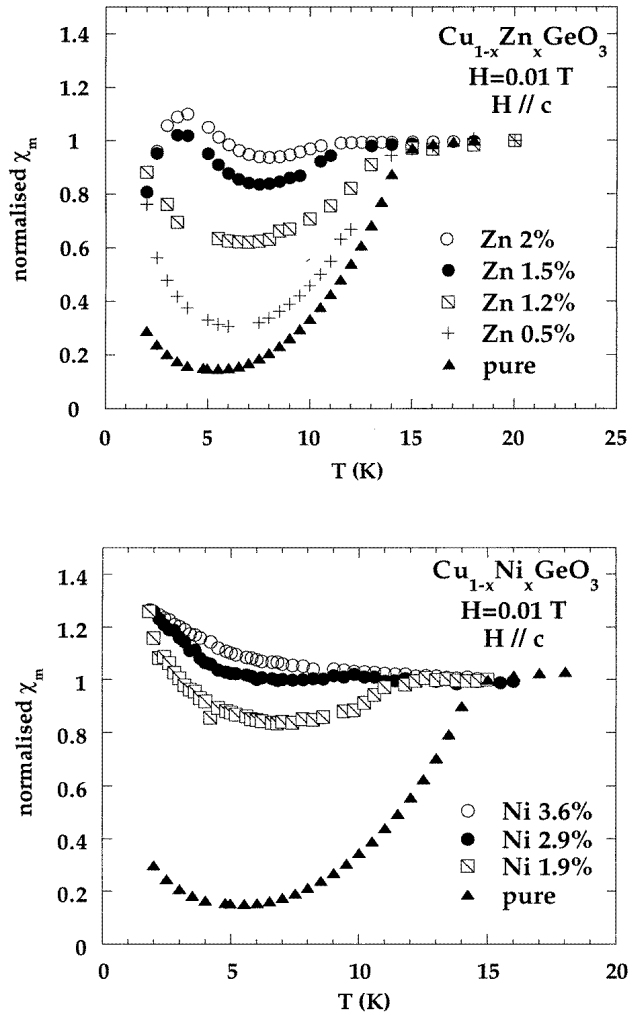 1.4
1.2
1
0.8
0.6
0.4
0.2
0
normalised χm
Cu1-xZnxGeO3
H=0.01 T
H // c
Zn 2%
Zn 1.5%
Zn 1.2%
Zn 0.5%
pure
0 5 10 15 20 25
T (K)
1.4
1.2
1
0.8
0.6
0.4
0.2
0
normalised χm
Cu1-xNixGeO3
H=0.01 T
H // c
Ni 3.6%
Ni 2.9%
Ni 1.9%
pure
0 5 10 15 20
T (K)